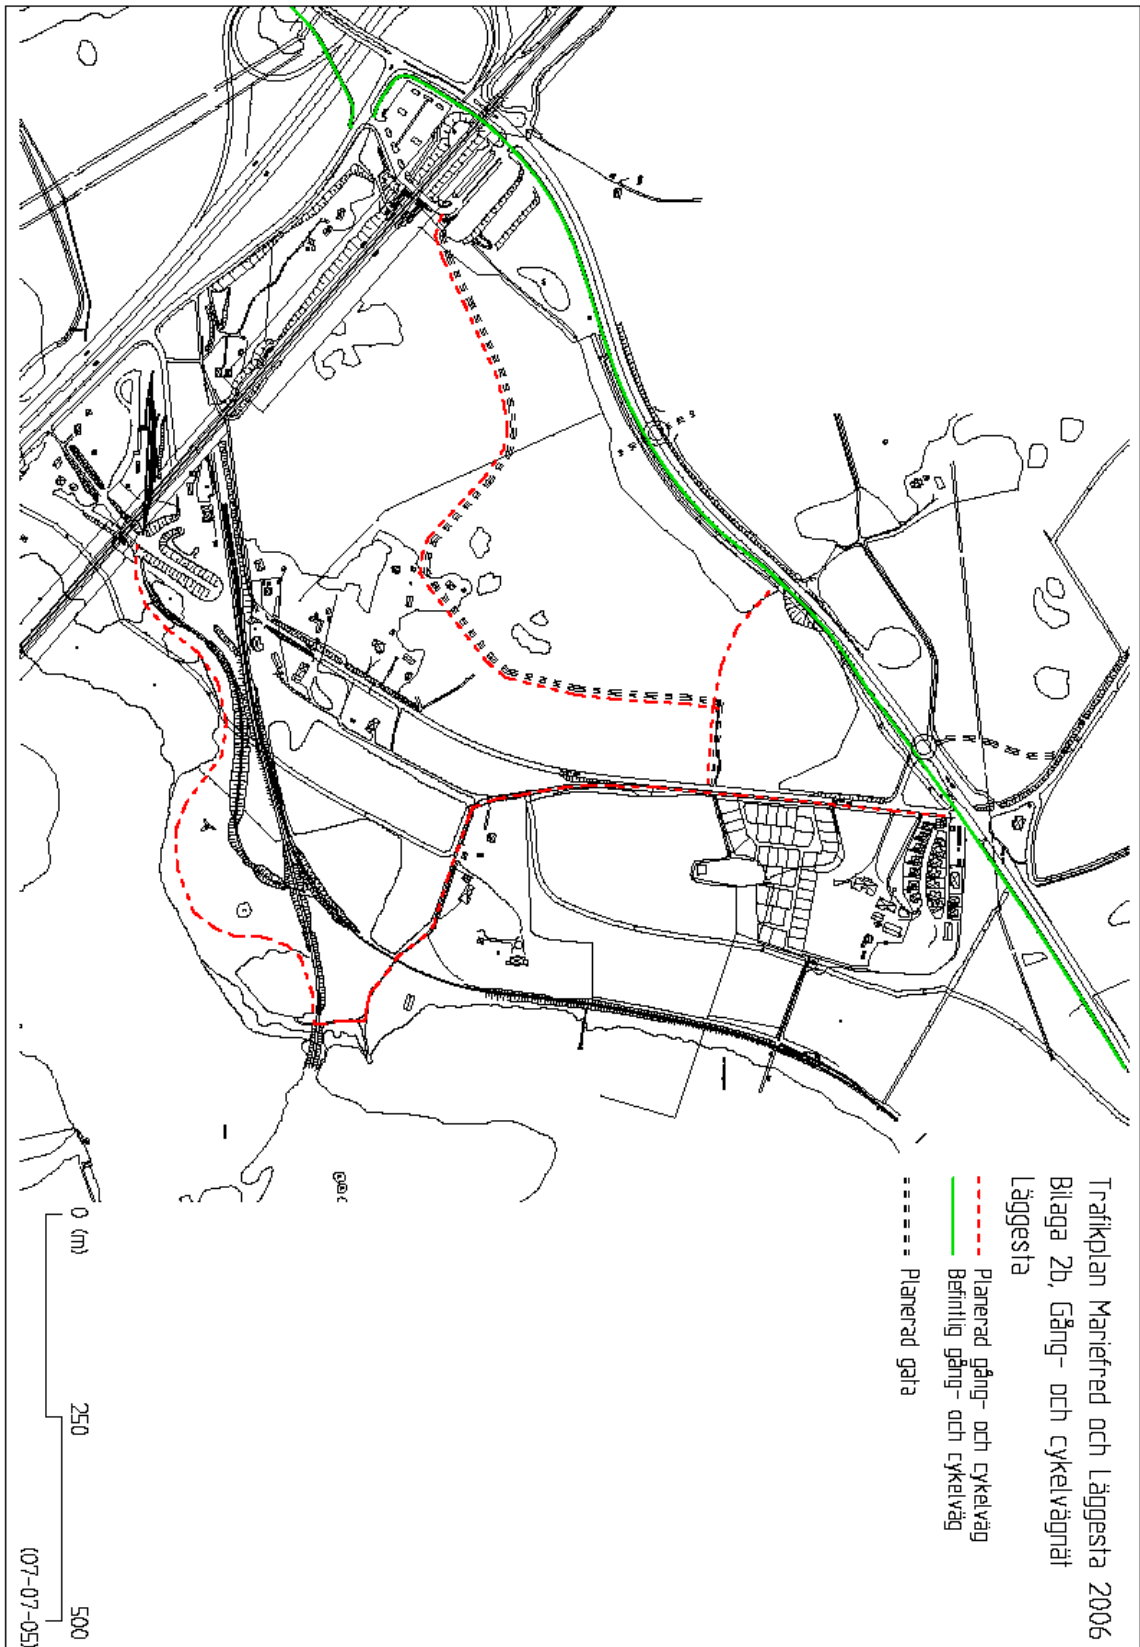 Trafikplan Mariefred och Läggesta 2006
Bilaga 2b, Gång- och cykelvägnät
Läggesta
Planerad gång- och cykelväg
Befintlig gång- och cykelväg
Planerad gata
0 (m)
250
500
(07-07-05)